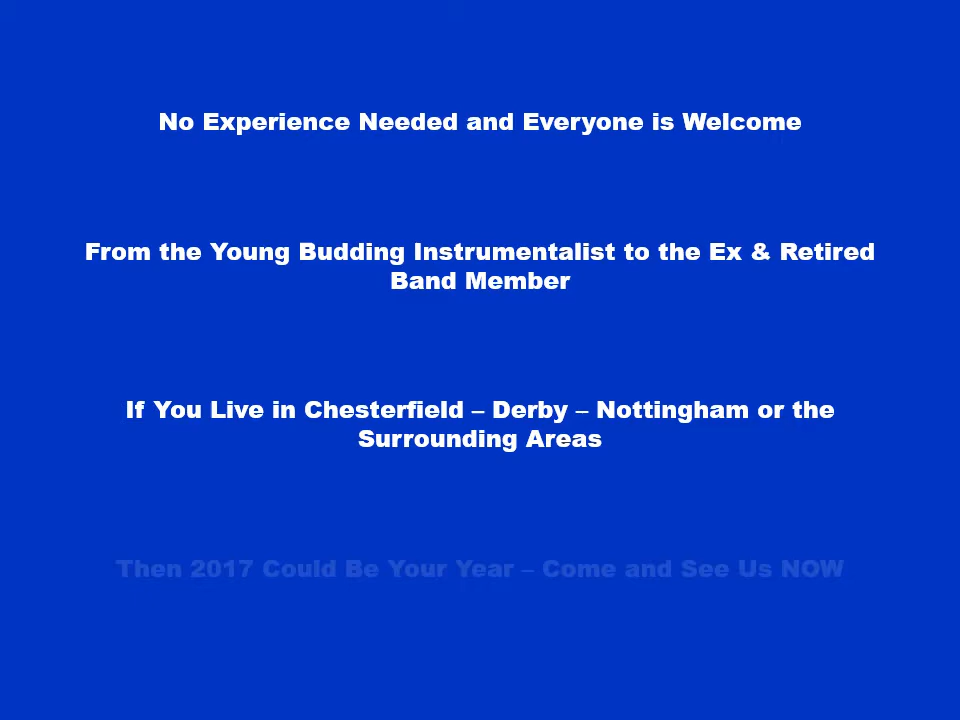 No Experience Needed and Everyone is Welcome
From the Young Budding Instrumentalist to the Ex & Retired
Band Member
If You Live in Chesterfield – Derby – Nottingham or the
Surrounding Areas
Then 2017 Could Be Your Year – Come and See Us NOW